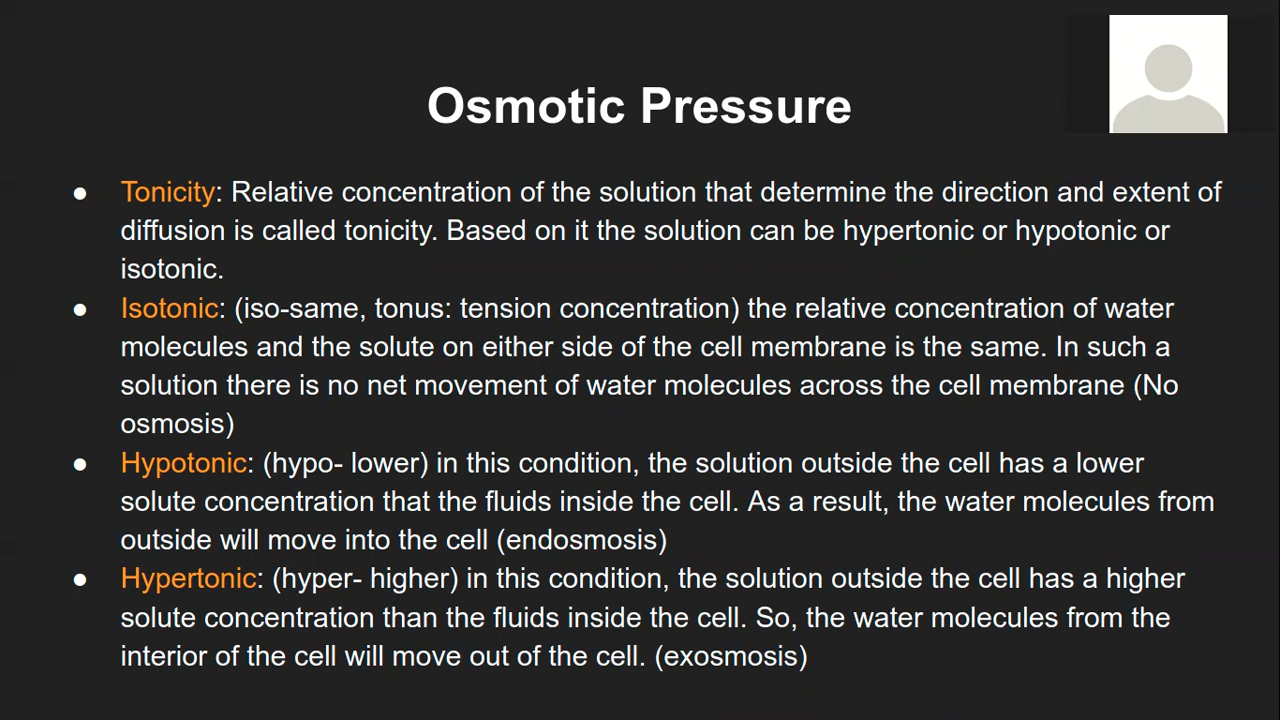 Osmotic Pressure
● Tonicity: Relative concentration of the solution that determine the direction and extent of
diffusion is called tonicity. Based on it the solution can be hypertonic or hypotonic or
isotonic.
● Isotonic: (iso-same, tonus: tension concentration) the relative concentration of water
molecules and the solute on either side of the cell membrane is the same. In such a
solution there is no net movement of water molecules across the cell membrane (No
osmosis)
● Hypotonic: (hypo- lower) in this condition, the solution outside the cell has a lower
solute concentration that the fluids inside the cell. As a result, the water molecules from
outside will move into the cell (endosmosis)
● Hypertonic: (hyper- higher) in this condition, the solution outside the cell has a higher
solute concentration than the fluids inside the cell. So, the water molecules from the
interior of the cell will move out of the cell. (exosmosis)